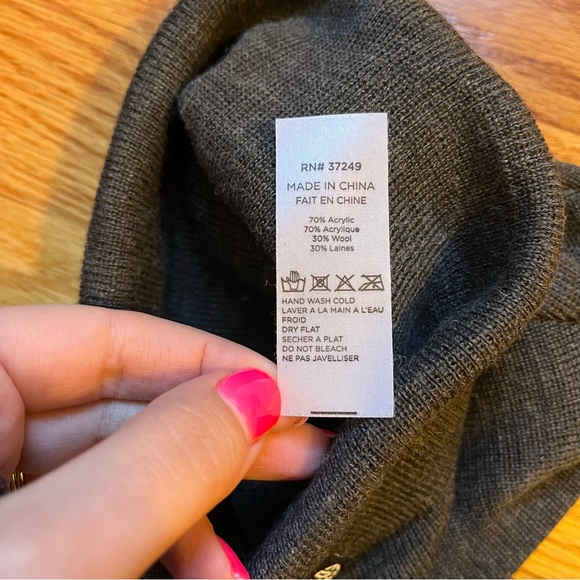 RN# 37249
MADE IN CHINA
FAIT EN CHINE
70% Acrylic
70% Acrylique
30% Wool
30% Laines
HAND WASH COLD
LAVER A LA MAIN A L'EAU
FROID
DRY FLAT
SECHER A PLAT
DO NOT BLEACH
NE PAS JAVELLISER